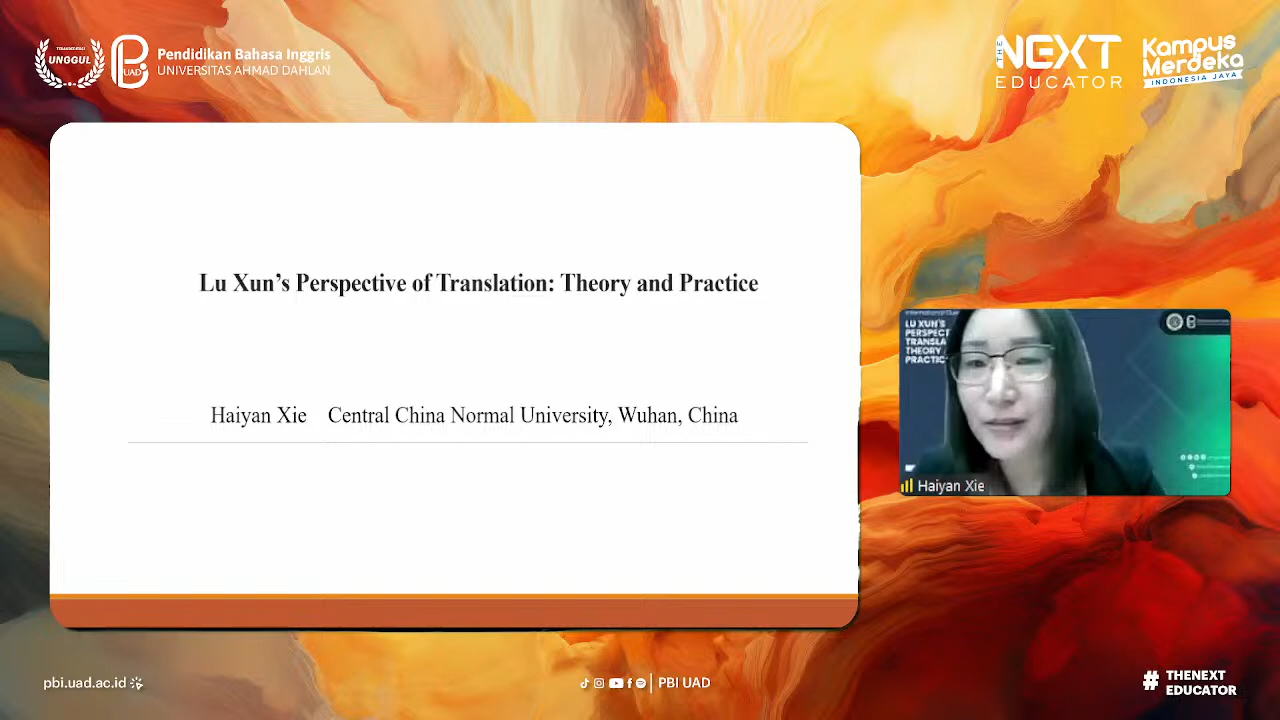 UNGGUL
UAD
Pendidikan Bahasa Inggris
UNIVERSITAS AHMAD DAHLAN
THE NEXT
EDUCATOR
Kampus
Merdeka
INDONESIA JAYA
Lu Xun's Perspective of Translation: Theory and Practice
Haiyan Xie Central China Normal University, Wuhan, China
LU XUN'S
PERSPECT
TRANSLA
THEORY
PRACTIC
Haiyan Xie
pbi.uad.ac.id
PBI UAD
# THENEXT
EDUCATOR